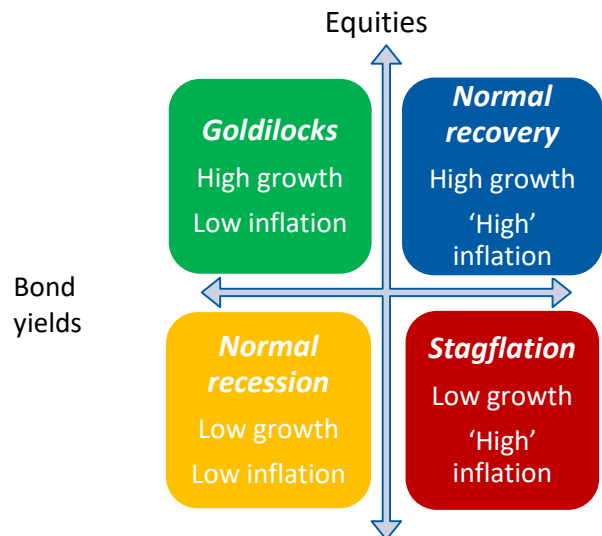 Equities
Goldilocks
High growth
Low inflation
Normal
recovery
High growth
‘High’
inflation
Bond
yields
Normal
recession
Low growth
Low inflation
Stagflation
Low growth
‘High’
inflation